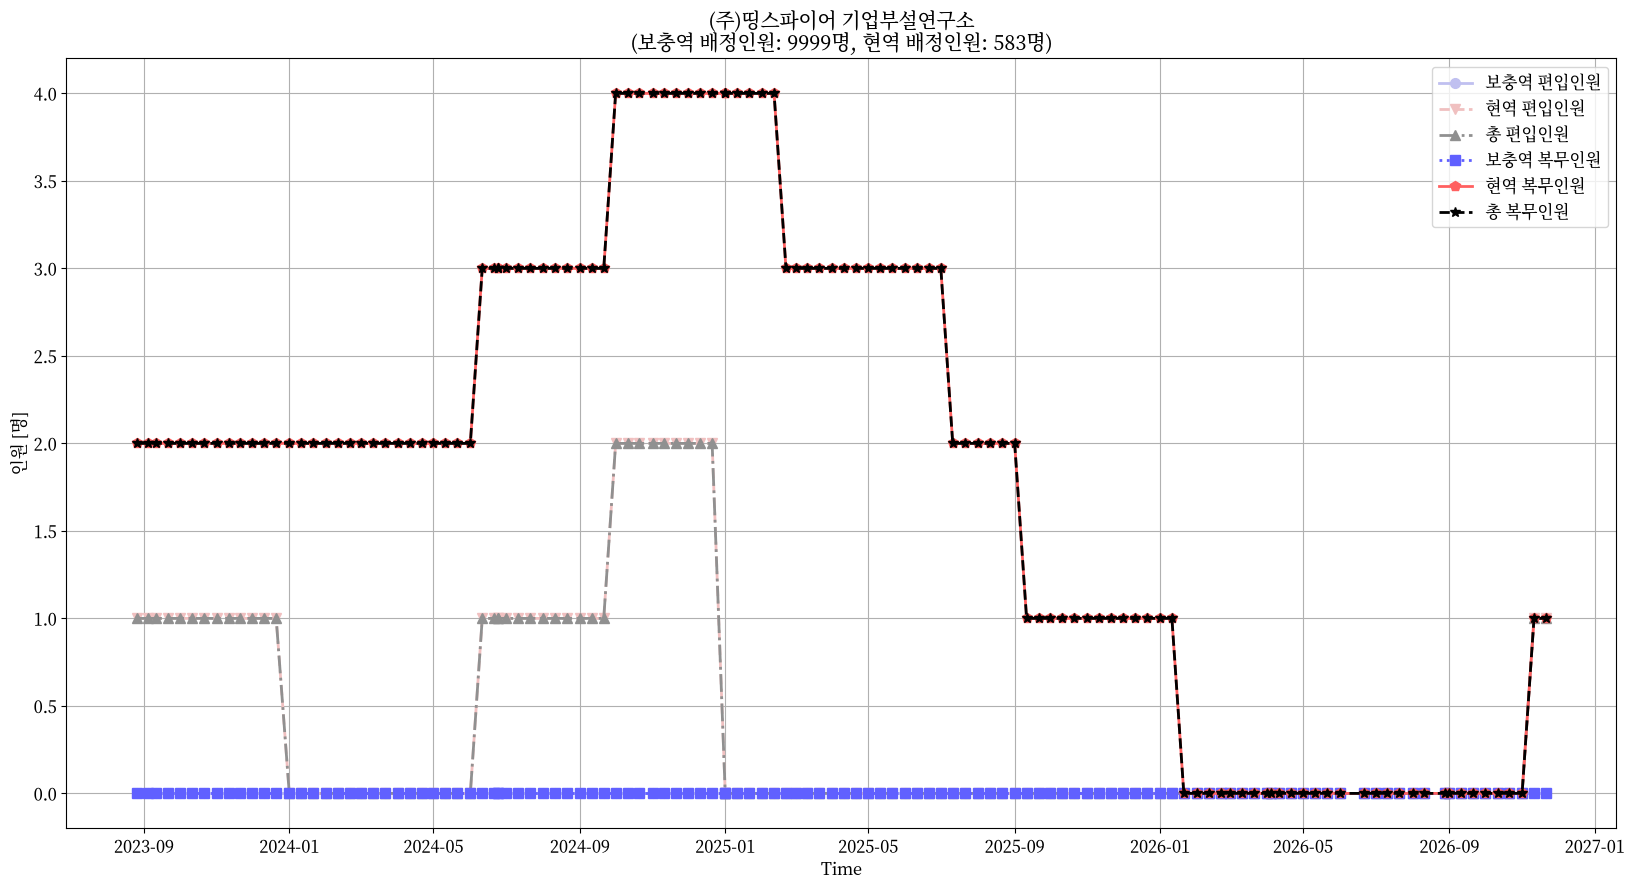 (주)띵스파이어 기업부설연구소
(보충역 배정인원: 9999명, 현역 배정인원: 583명)
보충역 편입인원
현역 편입인원
총 편입인원
보충역 복무인원
현역 복무인원
총 복무인원
인원 [명]
4.0
3.5
3.0
2.5
2.0
1.5
1.0
0.5
0.0
2023-09
2024-01
2024-05
2024-09
2025-01
2025-05
2025-09
2026-01
2026-05
2026-09
2027-01
Time